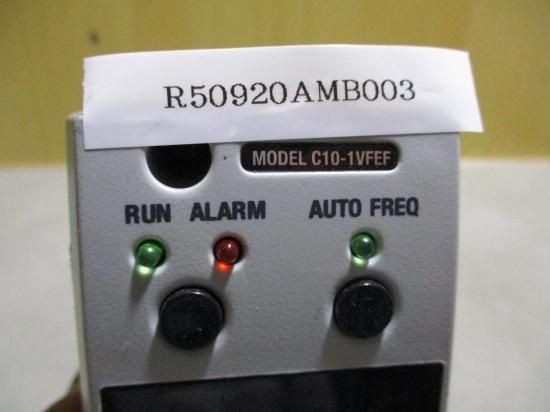 R50920AMB003
MODEL C10-1VFEF
RUN ALARM AUTO FREQ